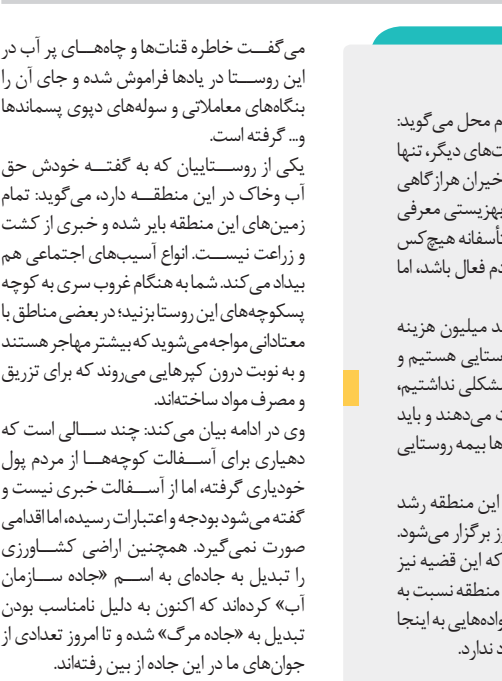 می‌گفت خاطره قنات‌ها و چاه‌های پر آب در
این روستا در یادها فراموش شده و جای آن را
بنگاه‌های معاملاتی و سوله‌های دپوی پسماندها
و... گرفته است.
یکی از روستاییان که به گفته خودش حق
آب وخاک در این منطقه دارد، می‌گوید: تمام
زمین‌های این منطقه بایر شده و خبری از کشت
و زراعت نیست. انواع آسیب‌های اجتماعی هم
بیداد می‌کند. شما به هنگام غروب سری به کوچه
پسکوچه‌های این روستا بزنید؛ در بعضی مناطق با
معتادانی مواجه می‌شوید که بیشتر مهاجر هستند
و به نوبت درون کپرهایی می‌روند که برای تزریق
و مصرف مواد ساخته‌اند.
وی در ادامه بیان می‌کند: چند سالی است که
دهیاری برای آسفالت کوچه‌ها از مردم پول
خودیاری گرفته، اما از آسفالت خبری نیست و
گفته می‌شود بودجه و اعتبارات رسیده، اما اقدامی
صورت نمی‌گیرد. همچنین اراضی کشاورزی
را تبدیل به جاده‌ای به اسم «جاده سازمان
آب» کرده‌اند که اکنون به دلیل نامناسب بودن
تبدیل به «جاده مرگ» شده و تا امروز تعدادی از
جوان‌های ما در این جاده از بین رفته‌اند.
م محل می‌گوید:
ت‌های دیگر، تنها
خیران هرازگاهی
بهزیستی معرفی
تأسفانه هیچ‌کس
دم فعال باشد، اما
د میلیون هزینه
ستایی هستیم و
مشکلی نداشتیم،
ت می‌دهند و باید
ها بیمه روستایی
این منطقه رشد
وز برگزار می‌شود.
که این قضیه نیز
منطقه نسبت به
واده‌هایی به اینجا
د ندارد.